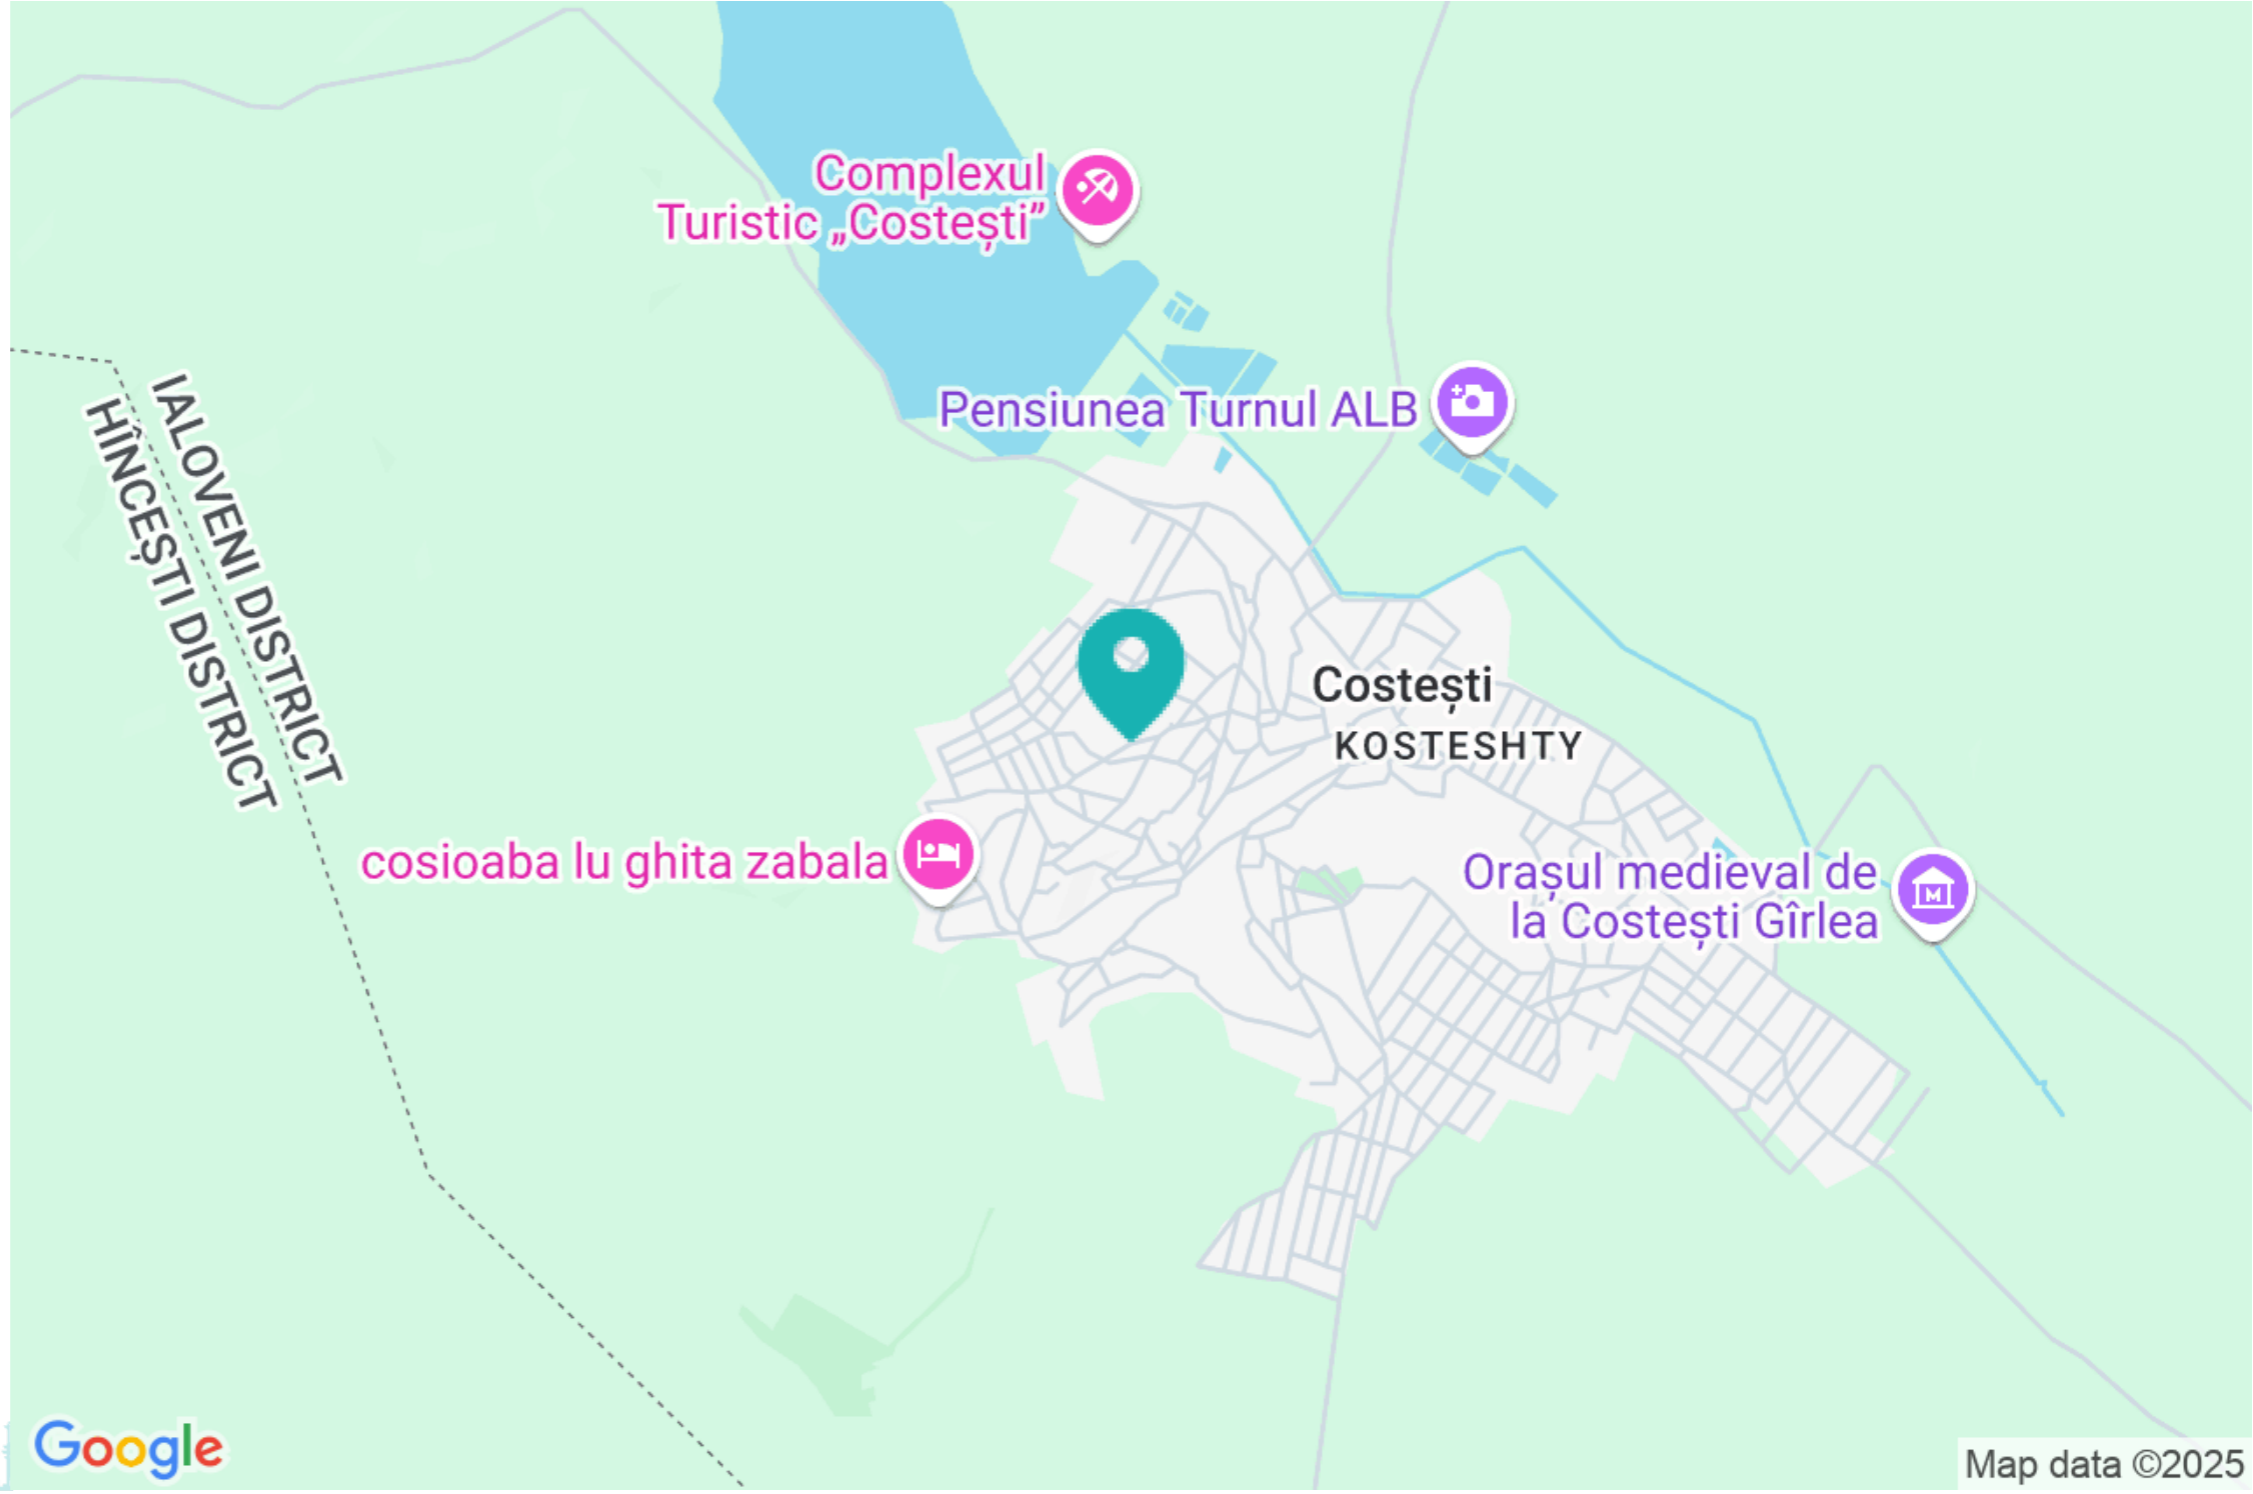 Complexul
Turistic „Costești”
Pensiunea Turnul ALB
IALOVENI DISTRICT
HÎNCEȘTI DISTRICT
Costești
KOSTESHTY
cosioaba lu ghita zabala
Orașul medieval de
la Costești Gîrlea
Google
Map data ©2025